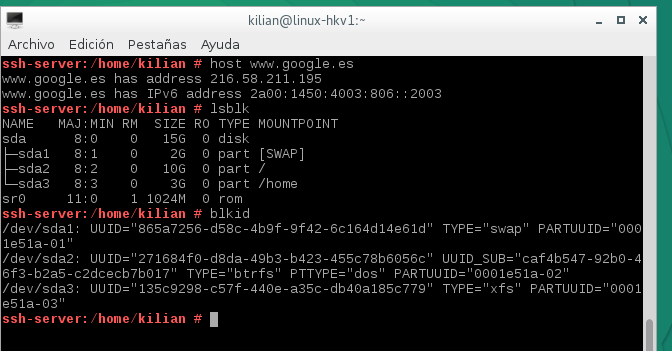 kilian@linux-hkv1:~
Archivo Edición Pestañas Ayuda
ssh-server:/home/kilian # host www.google.es
www.google.es has address 216.58.211.195
www.google.es has IPv6 address 2a00:1450:4003:806::2003
ssh-server:/home/kilian # lsblk
NAME   MAJ:MIN RM  SIZE RO TYPE MOUNTPOINT
sda      8:0    0   15G  0 disk
├─sda1   8:1    0    2G  0 part [SWAP]
├─sda2   8:2    0   10G  0 part /
└─sda3   8:3    0    3G  0 part /home
sr0     11:0    1 1024M  0 rom
ssh-server:/home/kilian # blkid
/dev/sda1: UUID="865a7256-d58c-4b9f-9f42-6c164d14e61d" TYPE="swap" PARTUUID="000
1e51a-01"
/dev/sda2: UUID="271684f0-d8da-49b3-b423-455c78b6056c" UUID_SUB="caf4b547-92b0-4
6f3-b2a5-c2dcecb7b017" TYPE="btrfs" PTTYPE="dos" PARTUUID="0001e51a-02"
/dev/sda3: UUID="135c9298-c57f-440e-a35c-db40a185c779" TYPE="xfs" PARTUUID="0001
e51a-03"
ssh-server:/home/kilian #